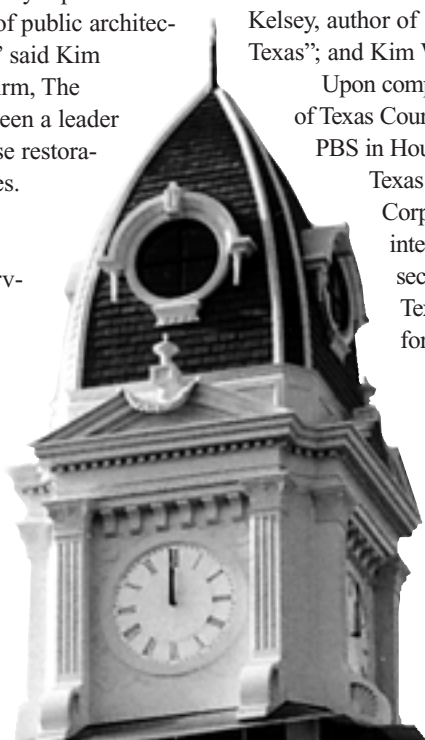 of public architec-
” said Kim
rm, The
een a leader
se restora-
es.
rv-
Kelsey, author of
Texas”; and Kim
Upon comp
of Texas Coun
PBS in Hou
Texas
Corp
inte
sec
Tex
for